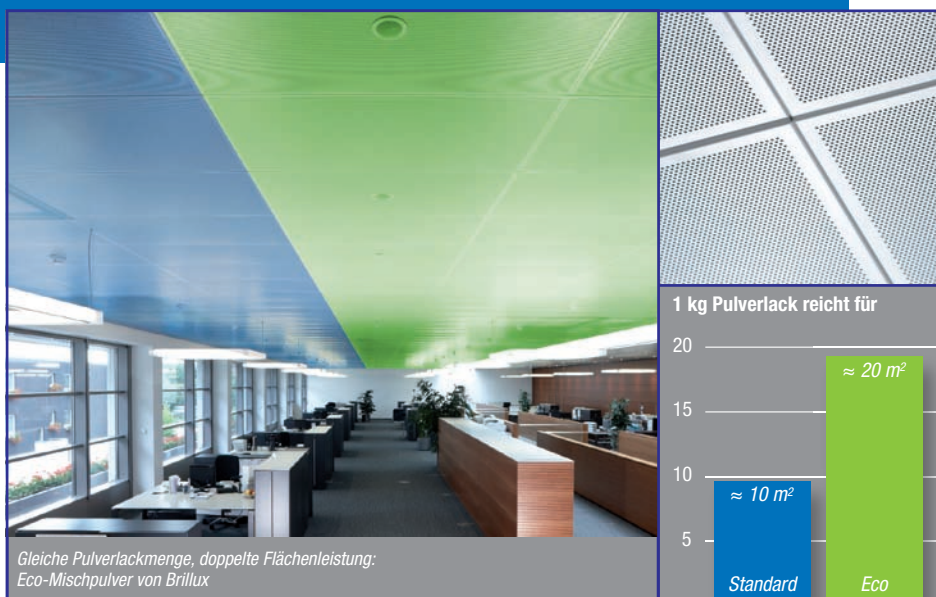 1 kg Pulverlack reicht für
20
≈ 20 m²
15
10
≈ 10 m²
5
Standard
Eco
Gleiche Pulverlackmenge, doppelte Flächenleistung:
Eco-Mischpulver von Brillux